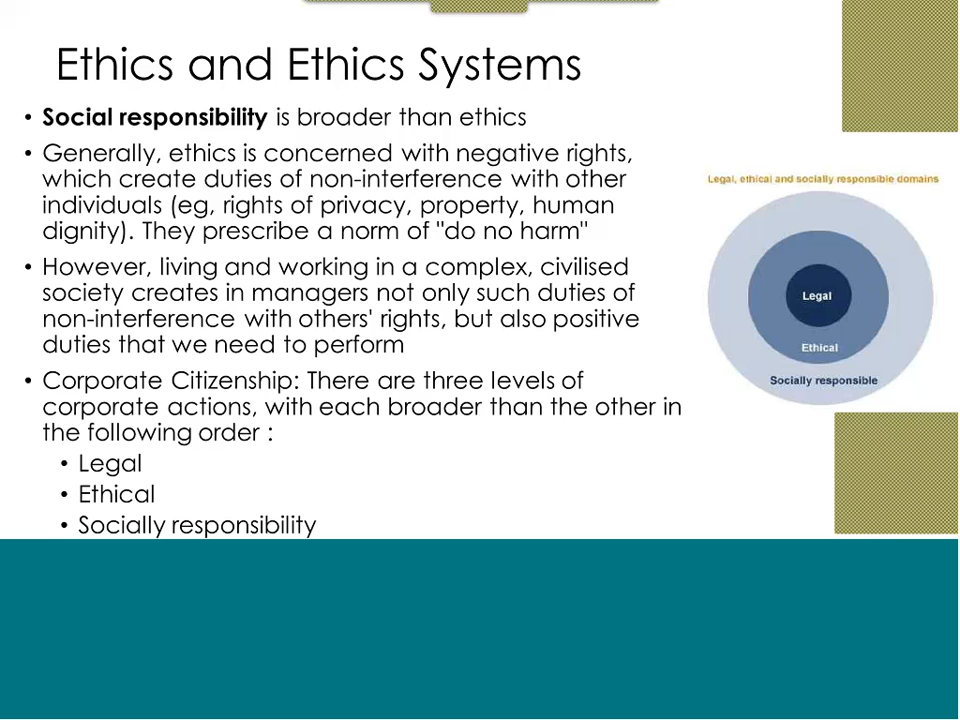 Ethics and Ethics Systems
• Social responsibility is broader than ethics
• Generally, ethics is concerned with negative rights,
which create duties of non-interference with other
individuals (eg, rights of privacy, property, human
dignity). They prescribe a norm of "do no harm"
• However, living and working in a complex, civilised
society creates in managers not only such duties of
non-interference with others' rights, but also positive
duties that we need to perform
• Corporate Citizenship: There are three levels of
corporate actions, with each broader than the other in
the following order :
• Legal
• Ethical
• Socially responsibility
Legal, ethical and socially responsible domains
Legal
Ethical
Socially responsible